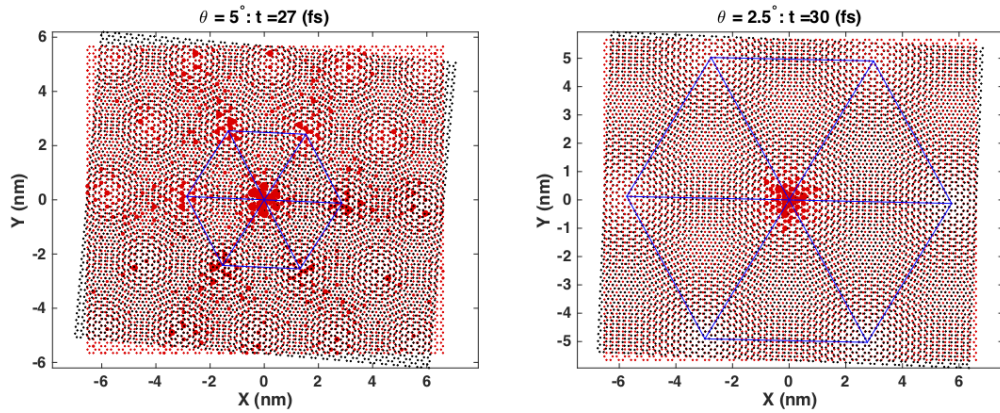 θ = 5°: t =27 (fs)
6
4
2
0
-2
-4
-6
Y (nm)
-6 -4 -2 0 2 4 6
X (nm)
θ = 2.5°: t =30 (fs)
5
4
3
2
1
0
-1
-2
-3
-4
-5
Y (nm)
-6 -4 -2 0 2 4 6
X (nm)